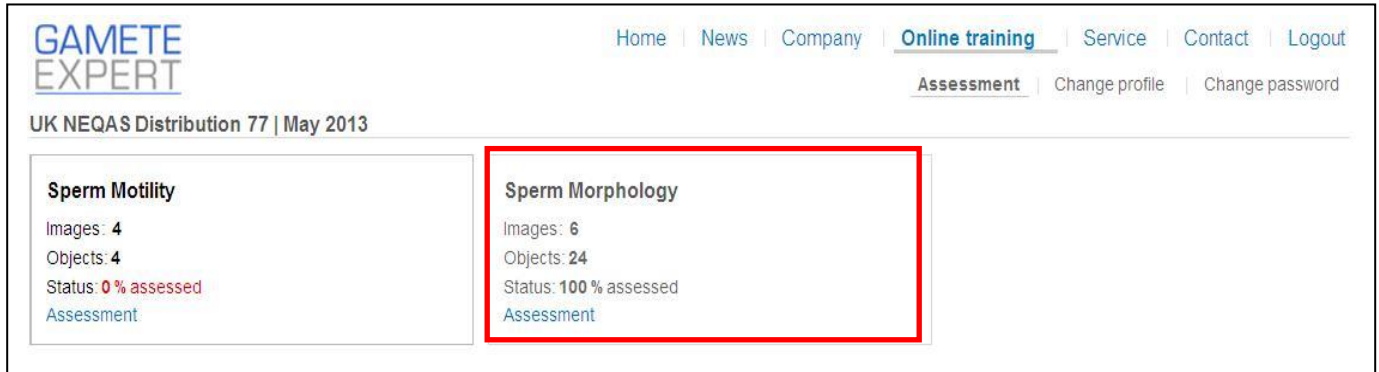 GAMETE
EXPERT
Home | News | Company | Online training | Service | Contact | Logout
Assessment | Change profile | Change password
UK NEQAS Distribution 77 | May 2013
Sperm Motility
Images: 4
Objects: 4
Status: 0 % assessed
Assessment
Sperm Morphology
Images: 6
Objects: 24
Status: 100 % assessed
Assessment